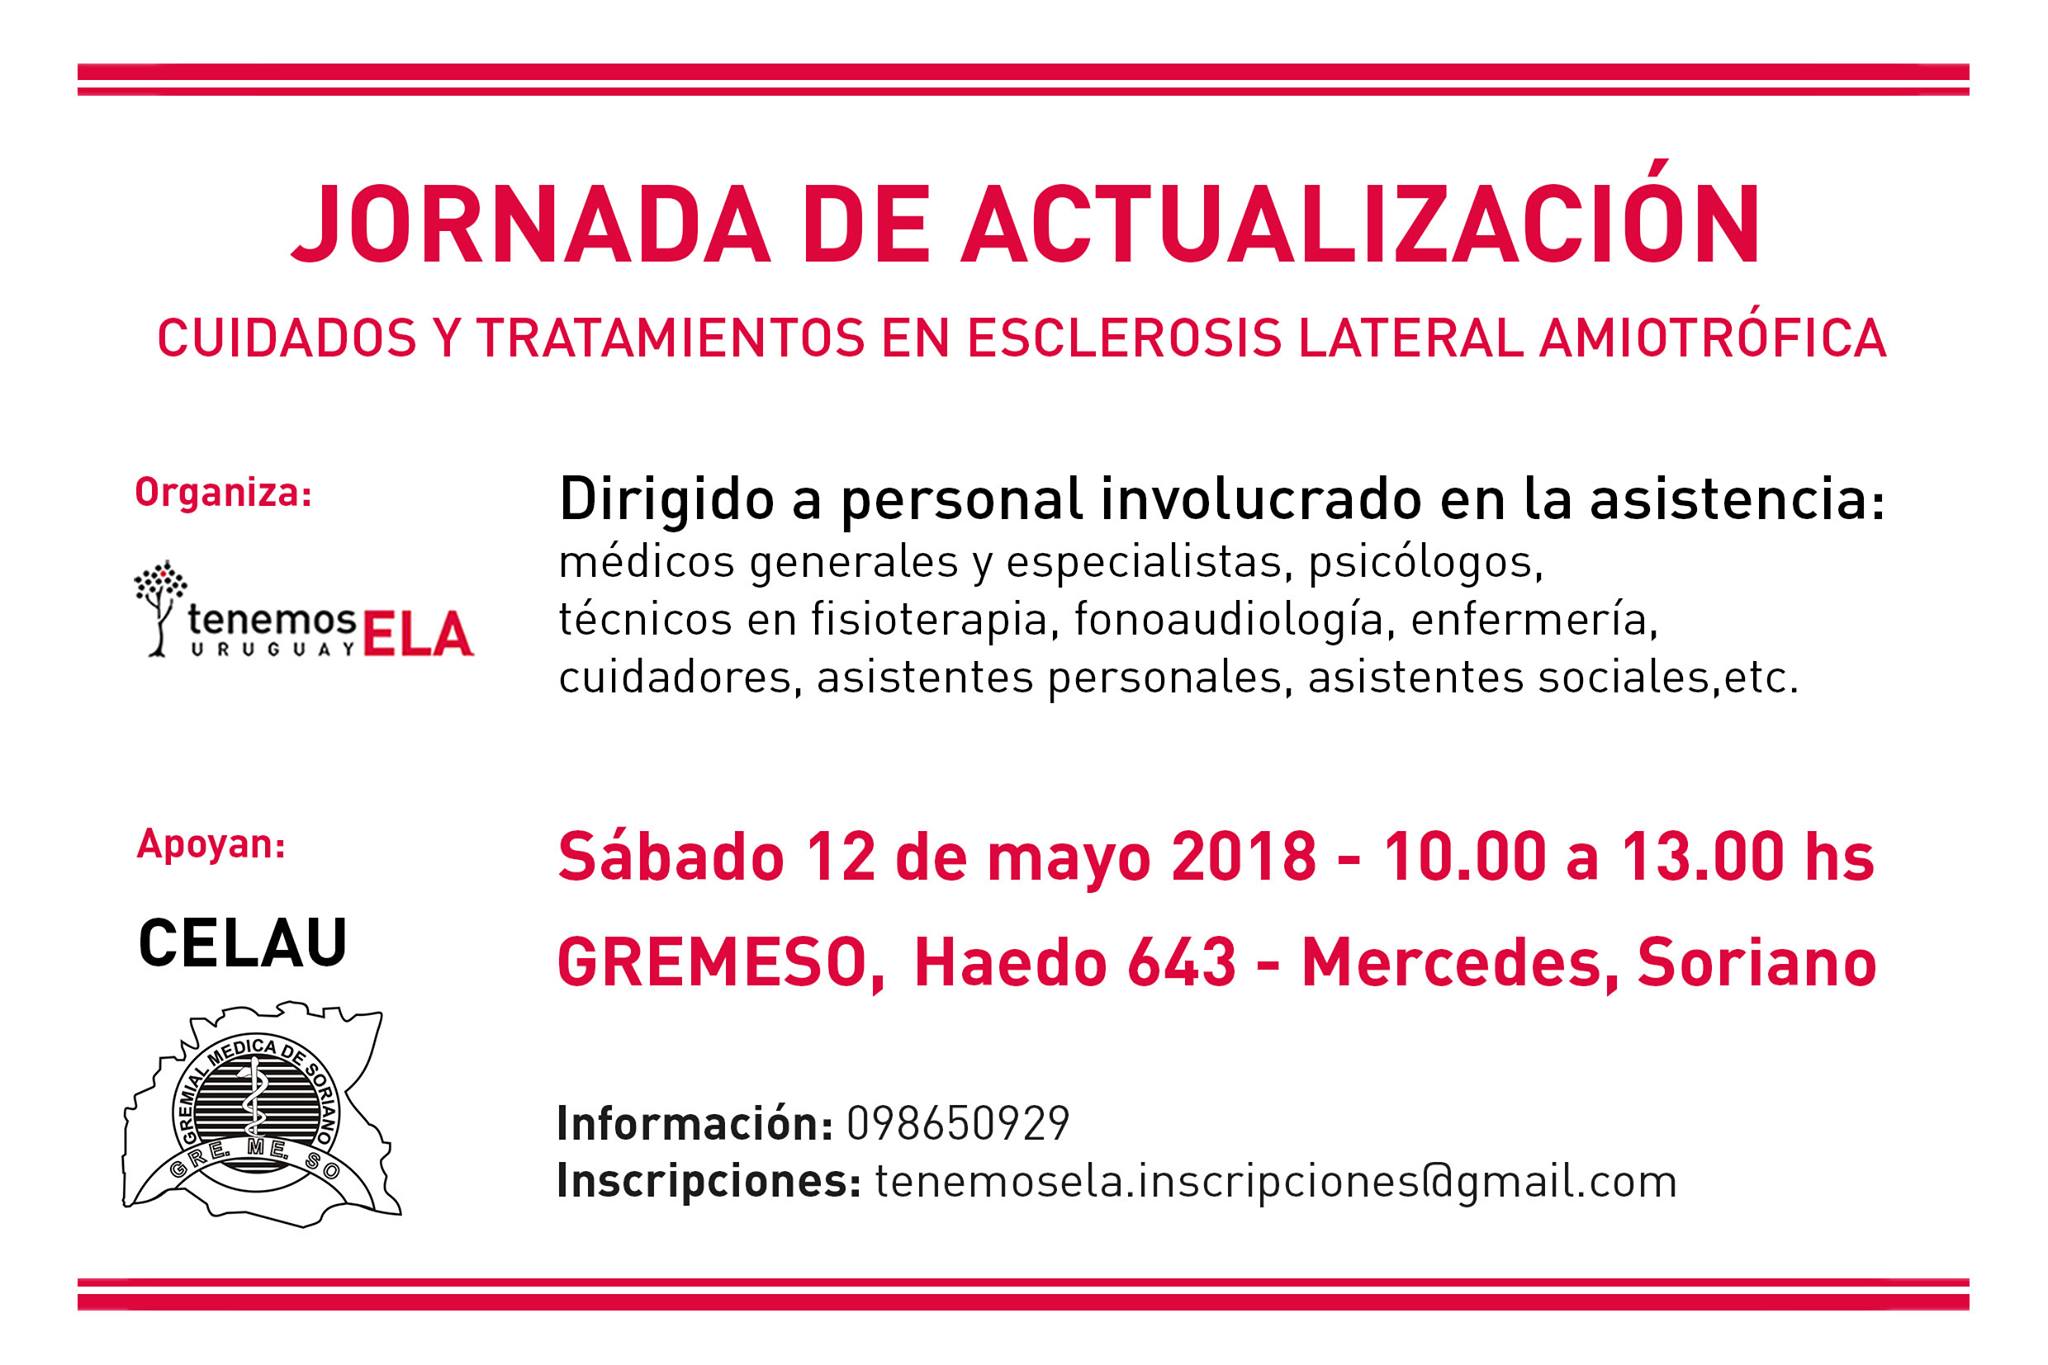 JORNADA DE ACTUALIZACIÓN
CUIDADOS Y TRATAMIENTOS EN ESCLEROSIS LATERAL AMIOTRÓFICA
Organiza:
tenemos ELA
URUGUAY
Dirigido a personal involucrado en la asistencia:
médicos generales y especialistas, psicólogos,
técnicos en fisioterapia, fonoaudiología, enfermería,
cuidadores, asistentes personales, asistentes sociales,etc.
Apoyan:
CELAU
GREMIAL MEDICA DE SORIANO
GRE. ME. SO
Sábado 12 de mayo 2018 - 10.00 a 13.00 hs
GREMESO, Haedo 643 - Mercedes, Soriano
Información: 098650929
Inscripciones: tenemosela.inscripciones@gmail.com